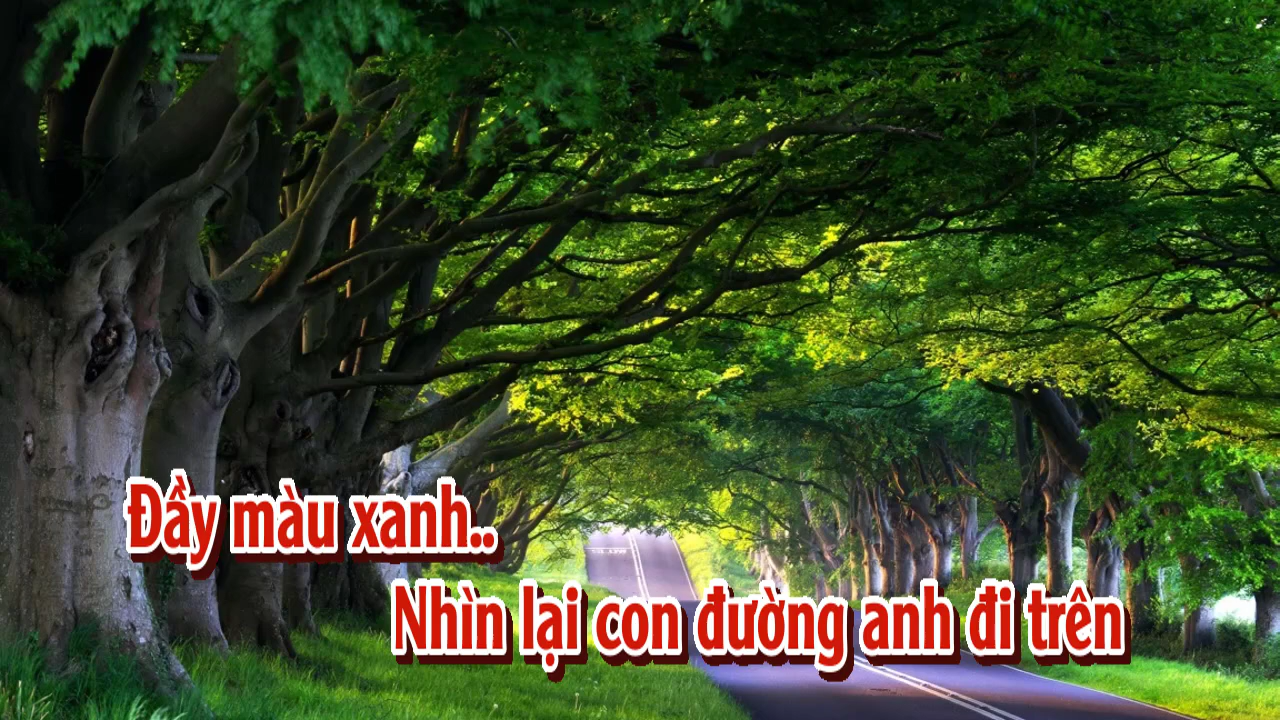 Đầy màu xanh..
Nhìn lại con đường anh đi trên